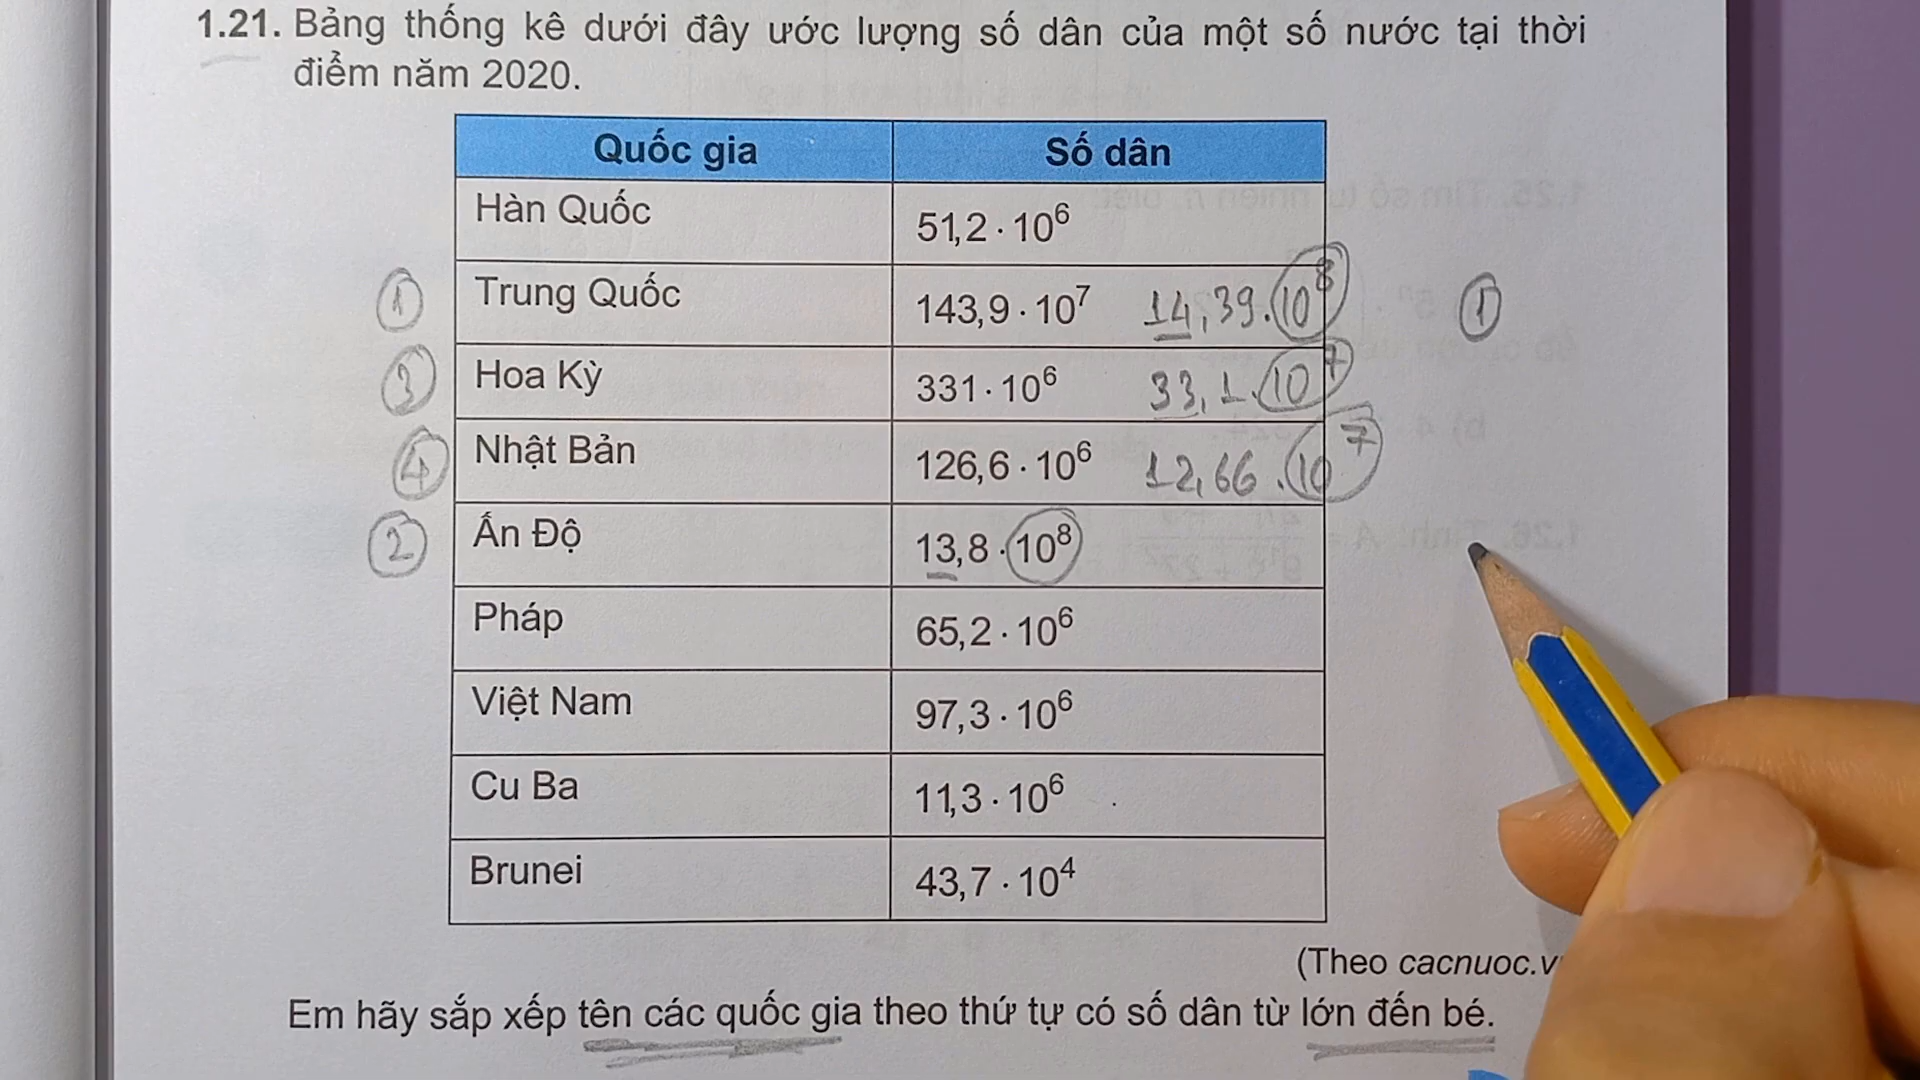 1.21. Bảng thống kê dưới đây ước lượng số dân của một số nước tại thời
điểm năm 2020.
Quốc gia Số dân
Hàn Quốc 51,2 · 10⁶
① Trung Quốc 143,9 · 10⁷ 14,39.10⁸ ①
③ Hoa Kỳ 331 · 10⁶ 33,1.10⁷
④ Nhật Bản 126,6 · 10⁶ 12,66.10⁷
② Ấn Độ 13,8 · 10⁸
Pháp 65,2 · 10⁶
Việt Nam 97,3 · 10⁶
Cu Ba 11,3 · 10⁶
Brunei 43,7 · 10⁴
(Theo cacnuoc.v
Em hãy sắp xếp tên các quốc gia theo thứ tự có số dân từ lớn đến bé.